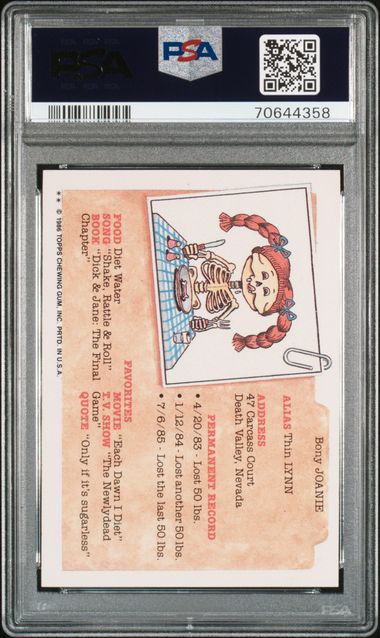 PSA
PSA
70644358
Bony JOANIE
ALIAS Thin LYNN
ADDRESS
47 Carcass Court
Death Valley, Nevada
PERMANENT RECORD
• 4/20/83 - Lost 50 lbs.
• 1/12/84 - Lost another 50 lbs.
• 7/6/85 - Lost the last 50 lbs.
FAVORITES
FOOD Diet Water
SONG "Shake, Rattle & Roll"
BOOK "Dick & Jane: The Final
Chapter"
MOVIE "Each Dawn I Diet"
T.V. SHOW "The Newlydead
Game"
QUOTE "Only if it's sugarless"
** © 1986 TOPPS CHEWING GUM, INC. PRTD. IN U.S.A.
PSA